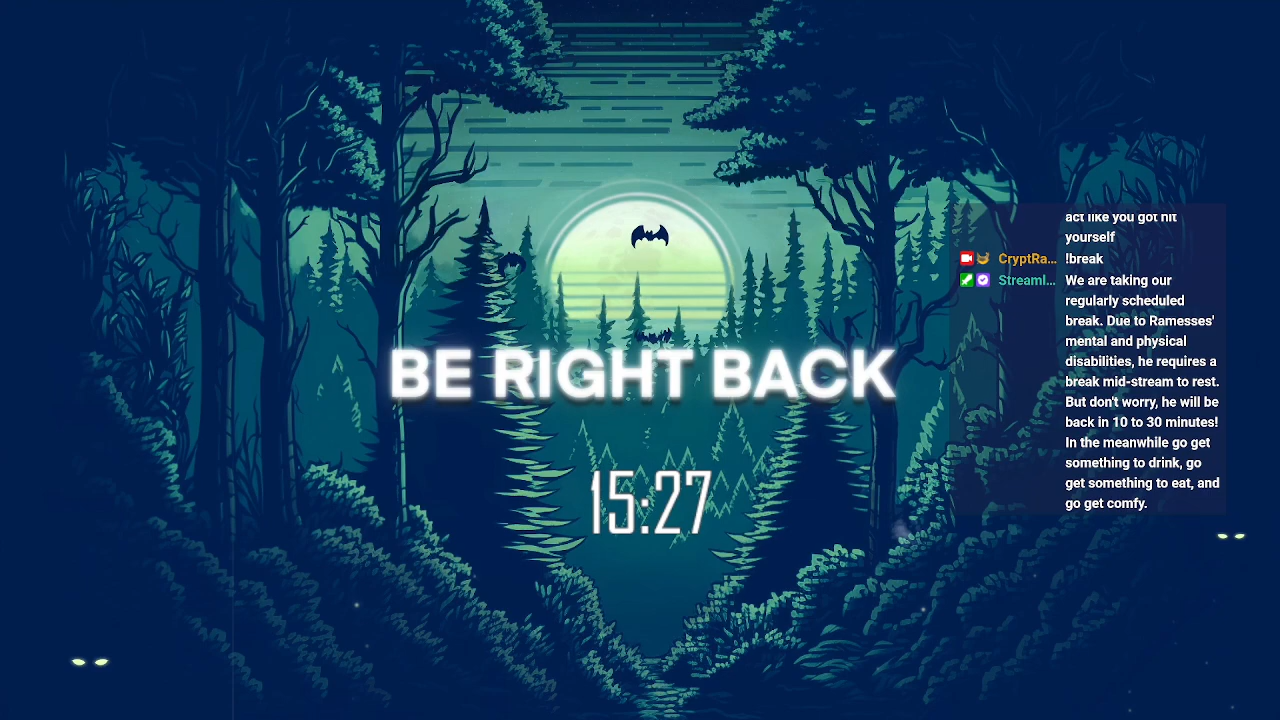 act like you got hit
yourself
CryptRa... !break
Streaml... We are taking our
regularly scheduled
break. Due to Ramesses'
mental and physical
disabilities, he requires a
break mid-stream to rest.
But don't worry, he will be
back in 10 to 30 minutes!
In the meanwhile go get
something to drink, go
get something to eat, and
go get comfy.
BE RIGHT BACK
15:27